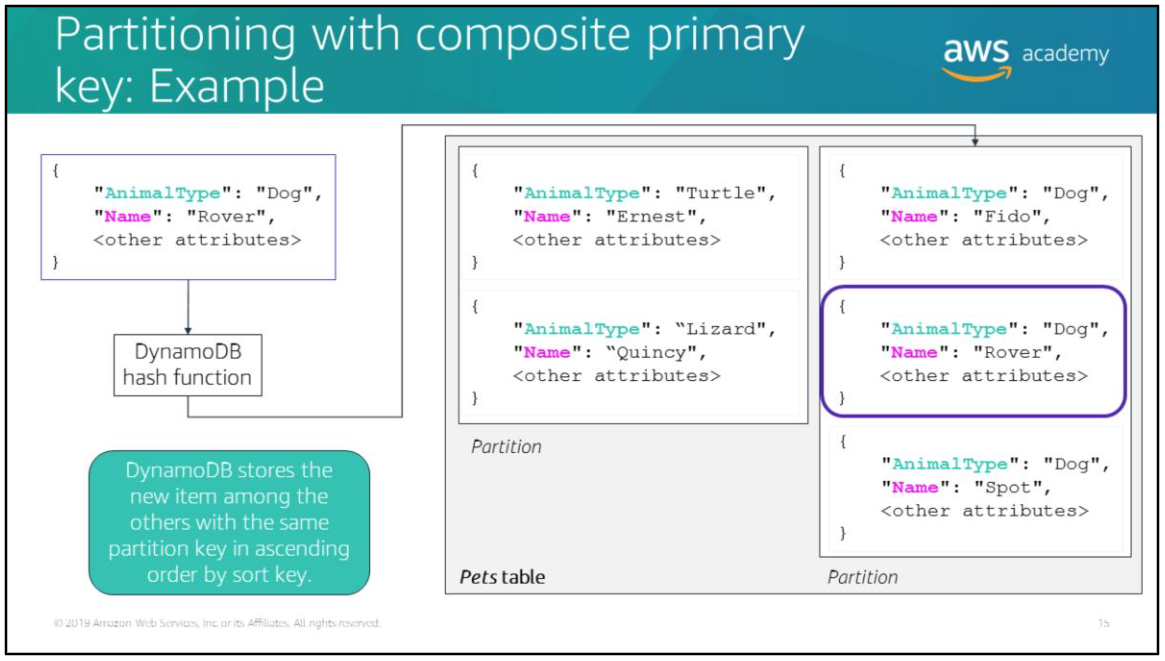 Partitioning with composite primary
key: Example
aws academy
{
"AnimalType": "Dog",
"Name": "Rover",
<other attributes>
}
DynamoDB
hash function
DynamoDB stores the
new item among the
others with the same
partition key in ascending
order by sort key.
{
"AnimalType": "Turtle",
"Name": "Ernest",
<other attributes>
}
{
"AnimalType": “Lizard",
"Name": “Quincy",
<other attributes>
}
Partition
{
"AnimalType": "Dog",
"Name": "Fido",
<other attributes>
}
{
"AnimalType": "Dog",
"Name": "Rover",
<other attributes>
}
{
"AnimalType": "Dog",
"Name": "Spot",
<other attributes>
}
Pets table
Partition
© 2019 Amazon Web Services, Inc. or its Affiliates. All rights reserved.
15